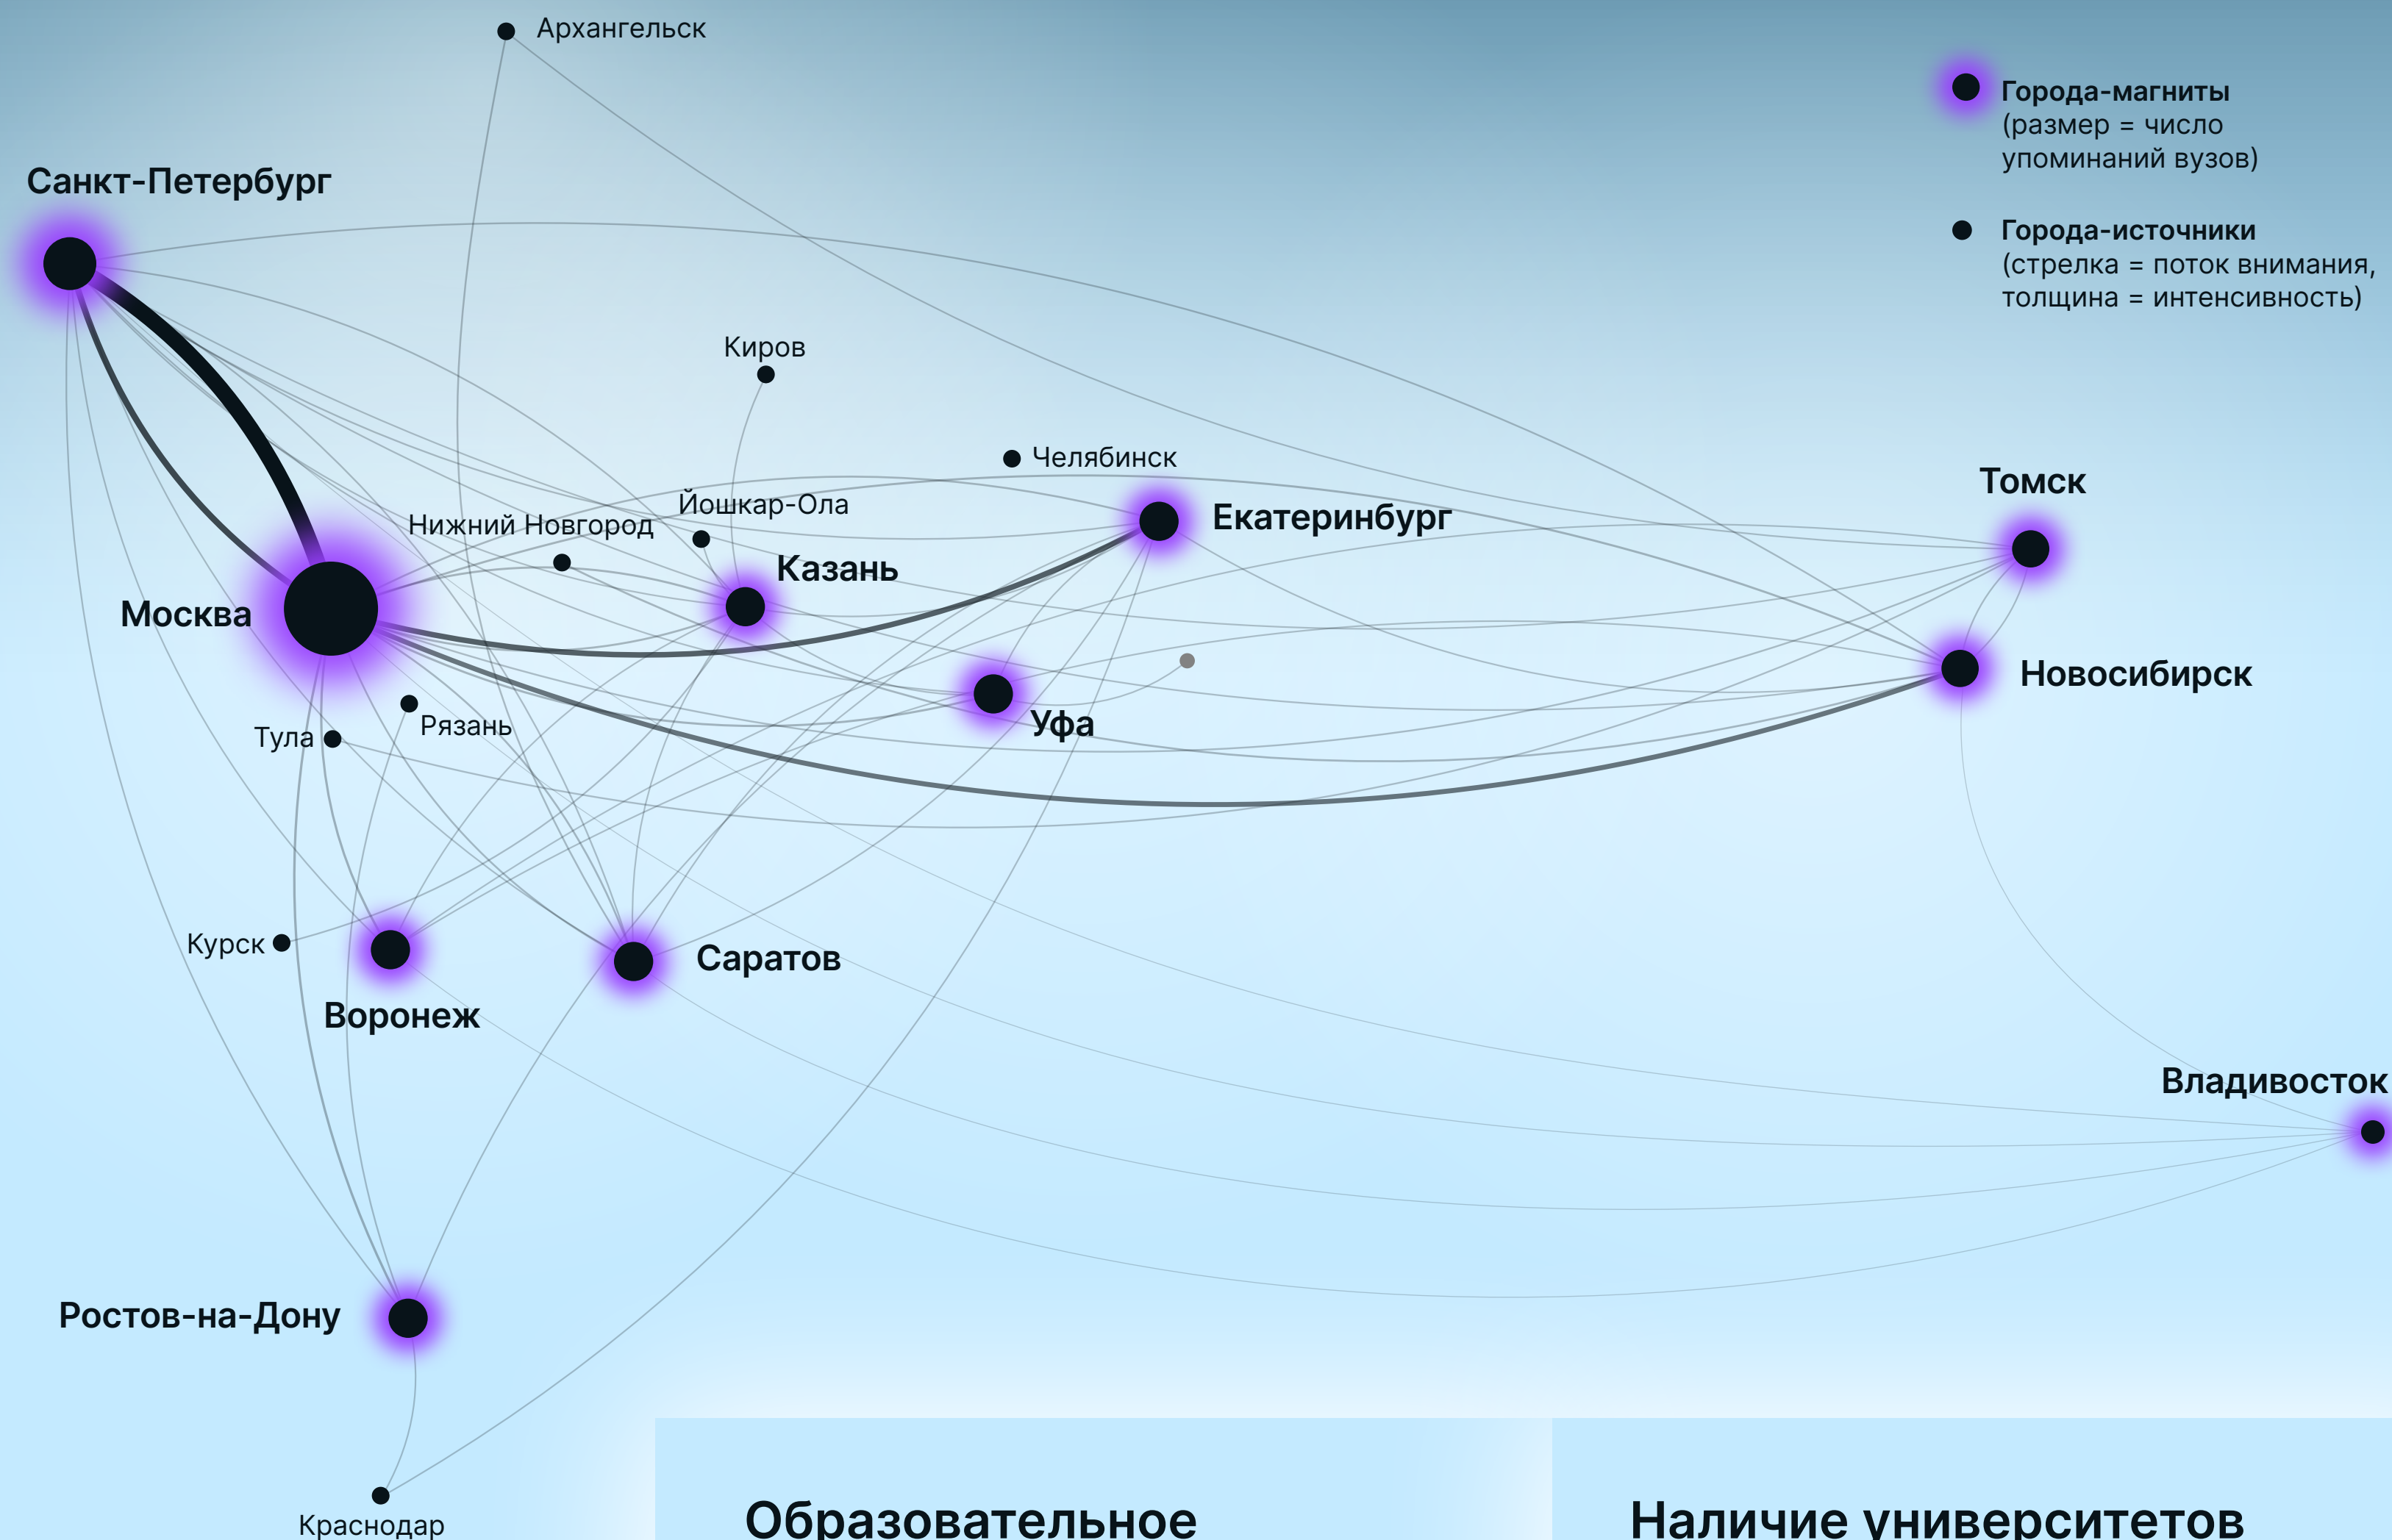 Архангельск
Города-магниты
(размер = число
упоминаний вузов)
Санкт-Петербург
Города-источники
(стрелка = поток внимания,
толщина = интенсивность)
Киров
Челябинск
Томск
Йошкар-Ола
Нижний Новгород
Екатеринбург
Казань
Москва
Новосибирск
Уфа
Рязань
Тула
Курск
Саратов
Воронеж
Владивосток
Ростов-на-Дону
Краснодар
Образовательное
Наличие университетов